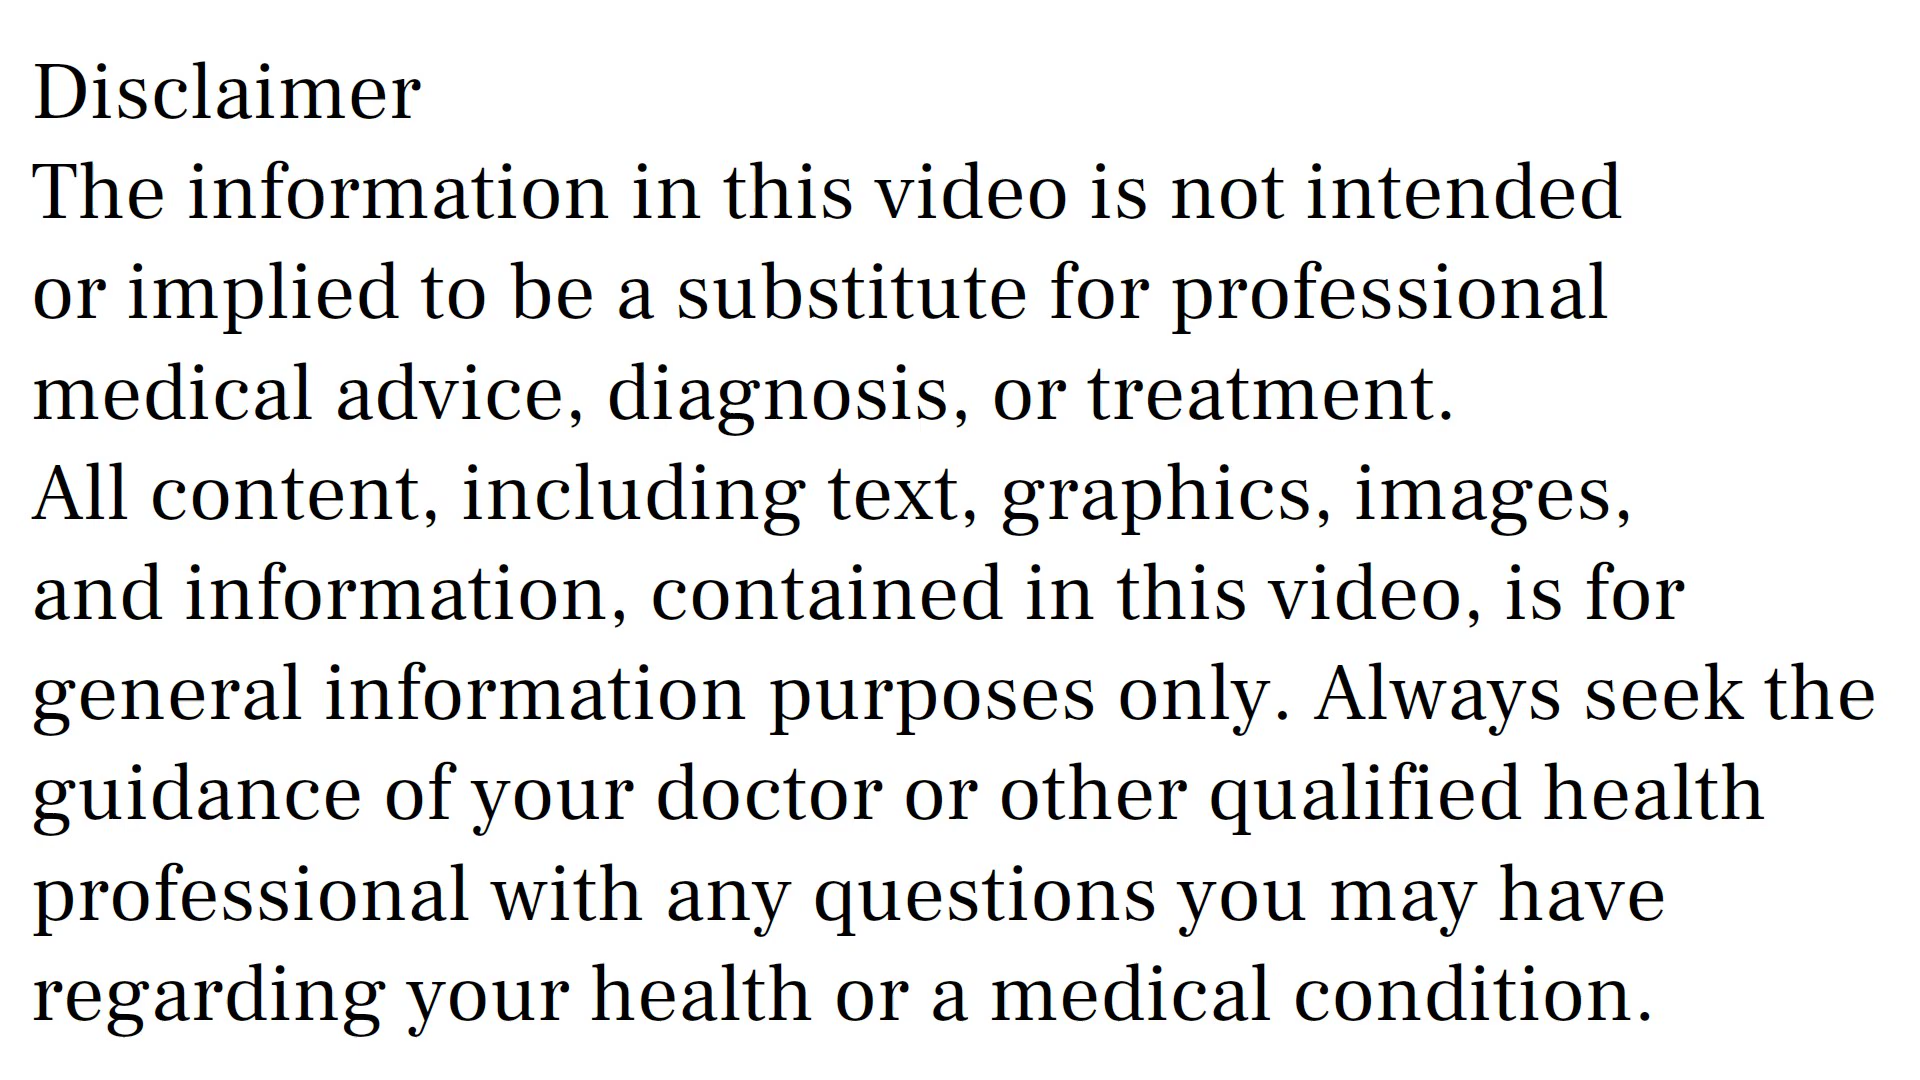 Disclaimer
The information in this video is not intended
or implied to be a substitute for professional
medical advice, diagnosis, or treatment.
All content, including text, graphics, images,
and information, contained in this video, is for
general information purposes only. Always seek the
guidance of your doctor or other qualified health
professional with any questions you may have
regarding your health or a medical condition.